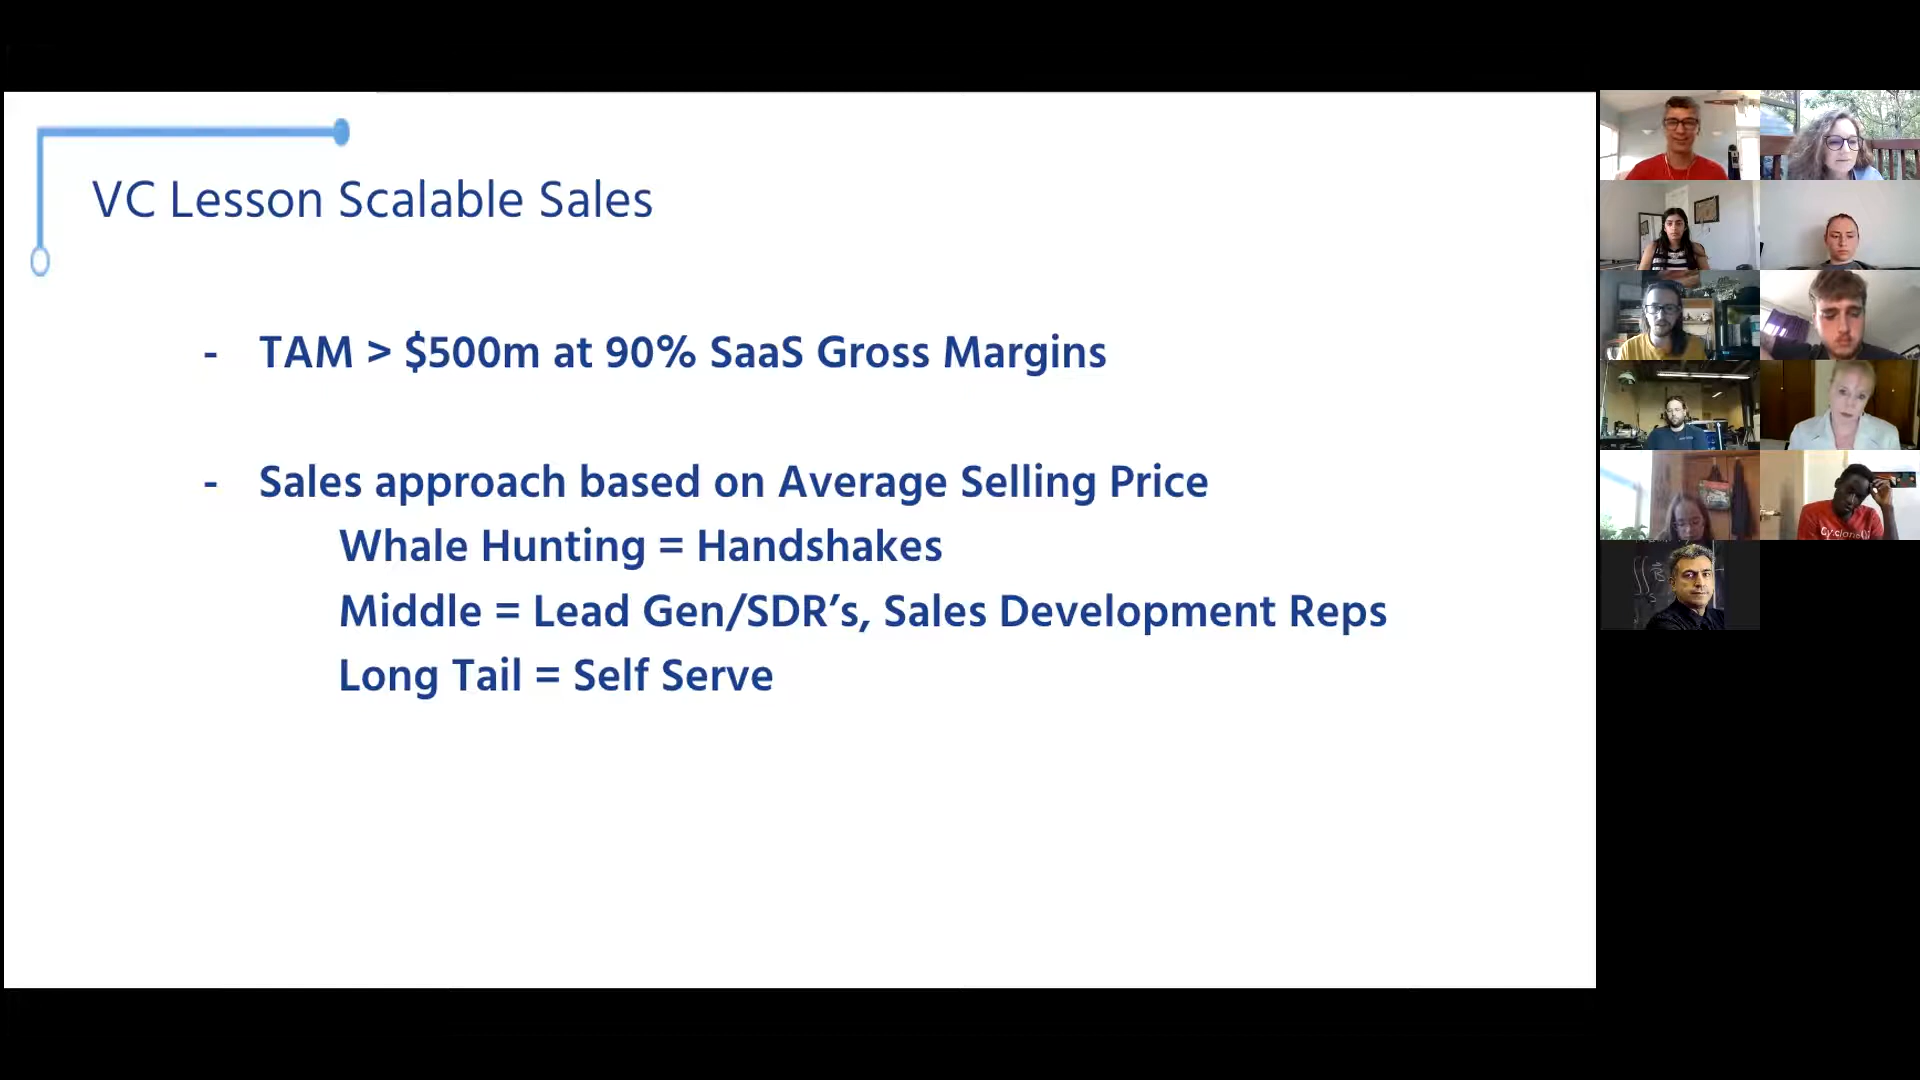 VC Lesson Scalable Sales
- TAM > $500m at 90% SaaS Gross Margins
- Sales approach based on Average Selling Price
Whale Hunting = Handshakes
Middle = Lead Gen/SDR’s, Sales Development Reps
Long Tail = Self Serve